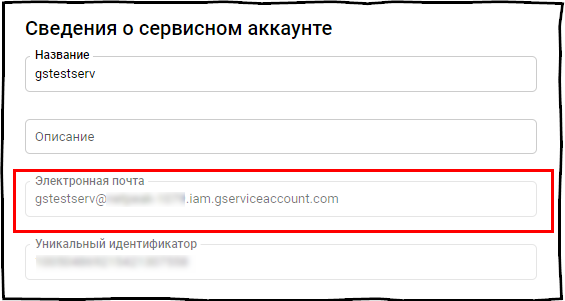 Сведения о сервисном аккаунте
Название
gstestserv
Описание
Электронная почта
gstestserv@ .iam.gserviceaccount.com
Уникальный идентификатор